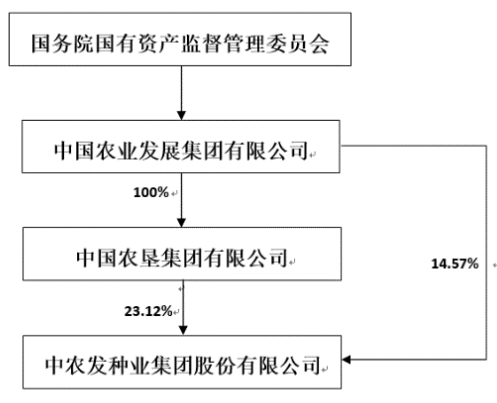 国务院国有资产监督管理委员会
中国农业发展集团有限公司
100%
中国农垦集团有限公司
14.57%
23.12%
中农发种业集团股份有限公司